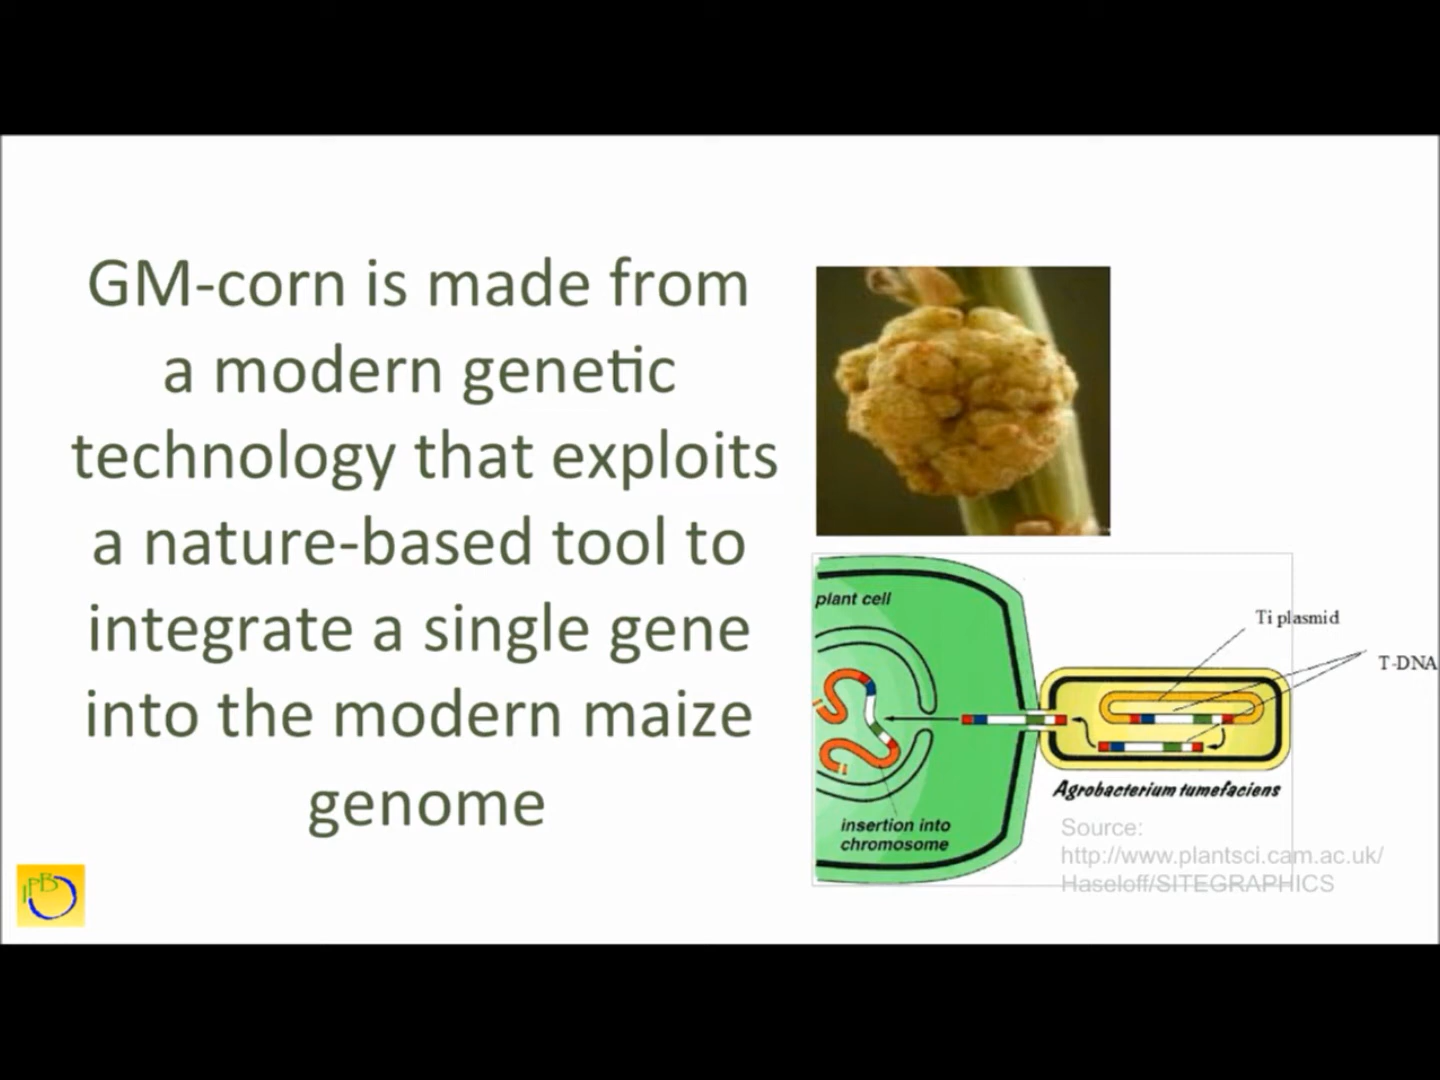 GM-corn is made from
a modern genetic
technology that exploits
a nature-based tool to
integrate a single gene
into the modern maize
genome
plant cell
Ti plasmid
T-DNA
Agrobacterium tumefaciens
insertion into
chromosome
Source:
http://www.plantsci.cam.ac.uk/
Haseloff/SITEGRAPHICS
IPB